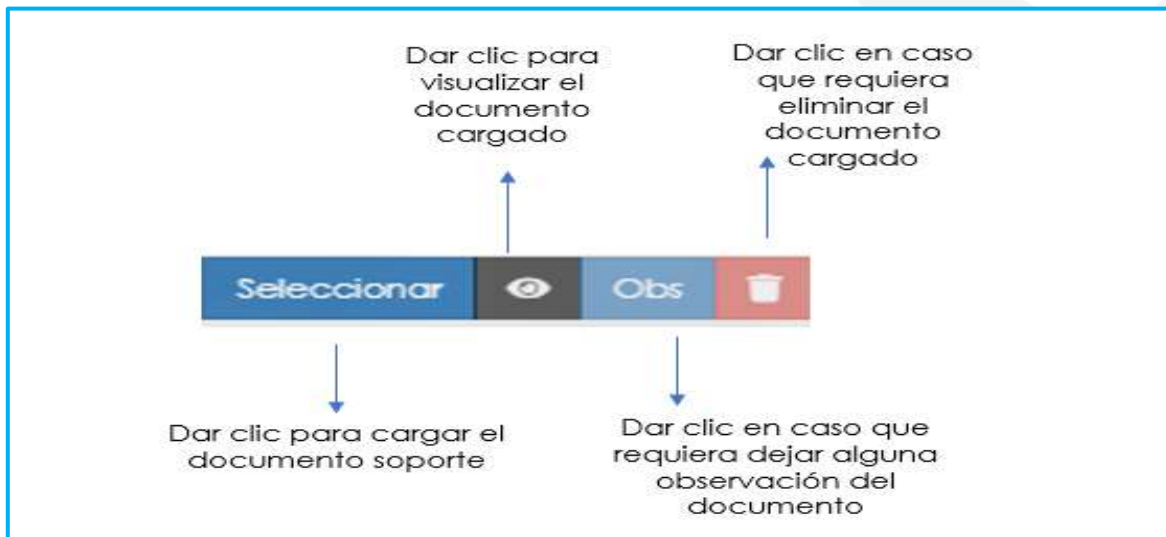 Dar clic para
visualizar el
documento
cargado
Dar clic en caso
que requiera
eliminar el
documento
cargado
Seleccionar
Obs
Dar clic para cargar el
documento soporte
Dar clic en caso que
requiera dejar alguna
observación del
documento